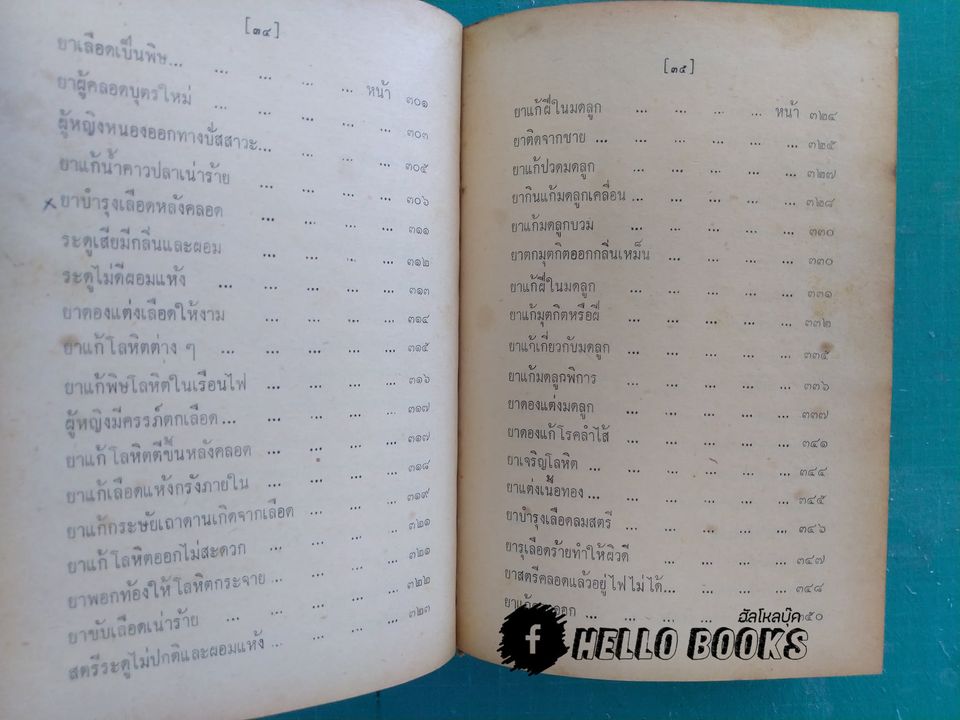 [๓๔]
ยาเลือดเป็นพิษ... ... ... ... ... หน้า ๓๐๑
ยาผู้คลอดบุตรใหม่ ... ... ... ... ๓๐๓
ผู้หญิงหนองออกทางปัสสาวะ... ... ... ... ๓๐๕
ยาแก้น้ำคาวปลาเน่าร้าย ... ... ... ... ๓๐๖
×ยาบำรุงเลือดหลังคลอด ... ... ... ... ๓๑๑
ระดูเสียมีกลิ่นและผอม ... ... ... ... ๓๑๒
ระดูไม่ดีผอมแห้ง ... ... ... ... ... ๓๑๓
ยาดองแต่งเลือดให้งาม ... ... ... ... ๓๑๔
ยาแก้โลหิตต่าง ๆ ... ... ... ... ... ๓๑๕
ยาแก้พิษโลหิตในเรือนไฟ ... ... ... ... ๓๑๖
ผู้หญิงมีครรภ์ตกเลือด... ... ... ... ... ๓๑๗
ยาแก้โลหิตตีขึ้นหลังคลอด ... ... ... ... ๓๑๗
ยาแก้เลือดแห้งกรังภายใน ... ... ... ... ๓๑๘
ยาแก้กระษัยเถาดานเกิดจากเลือด ... ... ... ๓๑๙
ยาแก้โลหิตออกไม่สะดวก ... ... ... ... ๓๒๑
ยาพอกท้องให้โลหิตกระจาย ... ... ... ... ๓๒๑
ยาขับเลือดเน่าร้าย ... ... ... ... ... ๓๒๒
สตรีระดูไม่ปกติและผอมแห้ง ... ... ... ... ๓๒๓
[๓๕]
ยาแก้ฝีในมดลูก ... ... ... ... หน้า ๓๒๔
ยาติดจากชาย ... ... ... ... ... ๓๒๕
ยาแก้ปวดมดลูก ... ... ... ... ... ๓๒๗
ยากินแก้มดลูกเคลื่อน ... ... ... ... ... ๓๒๘
ยาแก้มดลูกบวม ... ... ... ... ... ๓๓๐
ยาตกมุตกิตออกกลิ่นเหม็น ... ... ... ... ๓๓๐
ยาแก้ฝีในมดลูก ... ... ... ... ... ๓๓๑
ยาแก้มุตกิตหรือฝี ... ... ... ... ... ๓๓๒
ยาแก้เกี่ยวกับมดลูก ... ... ... ... ... ๓๓๕
ยาแก้มดลูกพิการ ... ... ... ... ... ๓๓๖
ยาดองแต่งมดลูก ... ... ... ... ... ๓๓๗
ยาดองแก้โรคลำไส้ ... ... ... ... ... ๓๔๑
ยาเจริญโลหิต ... ... ... ... ... ๓๔๔
ยาแต่งเนื้อทอง... ... ... ... ... ๓๔๕
ยาบำรุงเลือดลมสตรี ... ... ... ... ... ๓๔๖
ยารุเลือดร้ายทำให้ผิวดี ... ... ... ... ๓๔๗
ยาสตรีคลอดแล้วอยู่ไฟไม่ได้... ... ... ... ๓๔๘
ยาแก้ ... ... ... ๓๕๐
ฮัลโหลบุ๊ค
f HELLO BOOKS